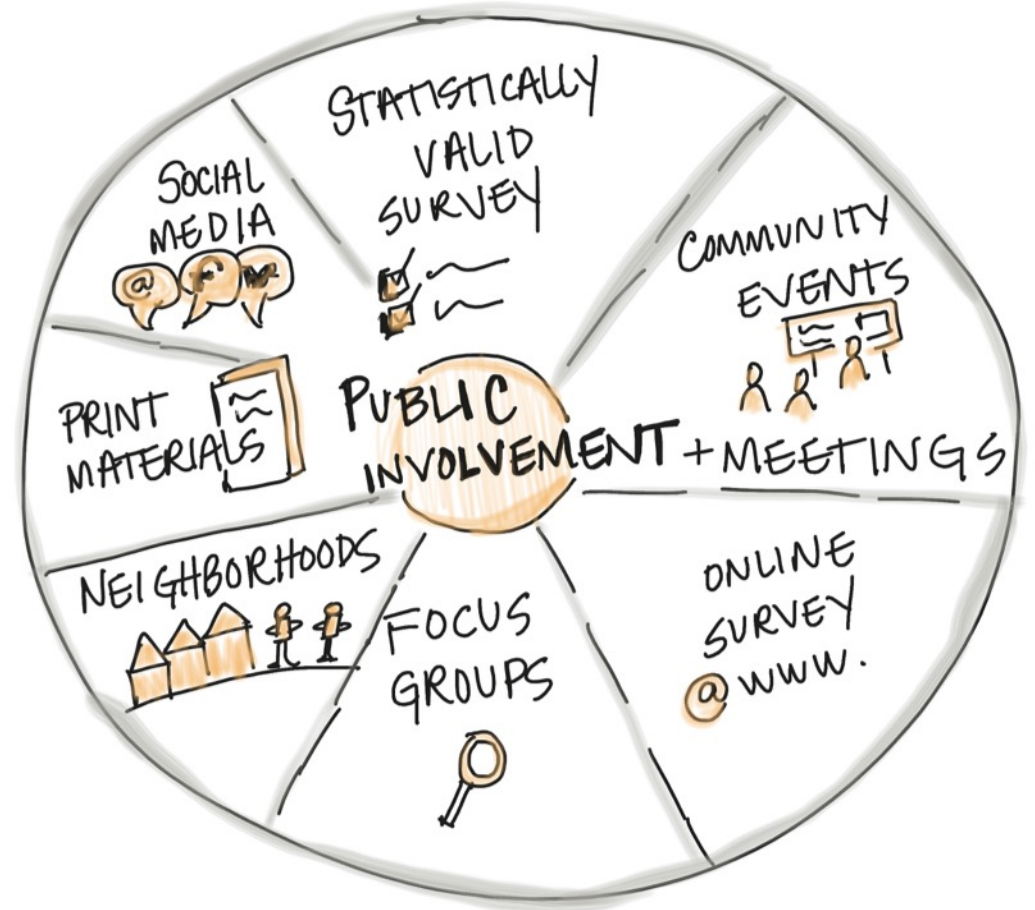 STATISTICALLY
VALID
SURVEY
COMMUNITY
EVENTS
+ MEETINGS
ONLINE
SURVEY
@ WWW.
FOCUS
GROUPS
NEIGHBORHOODS
PRINT
MATERIALS
SOCIAL
MEDIA
@
PUBLIC
INVOLVEMENT